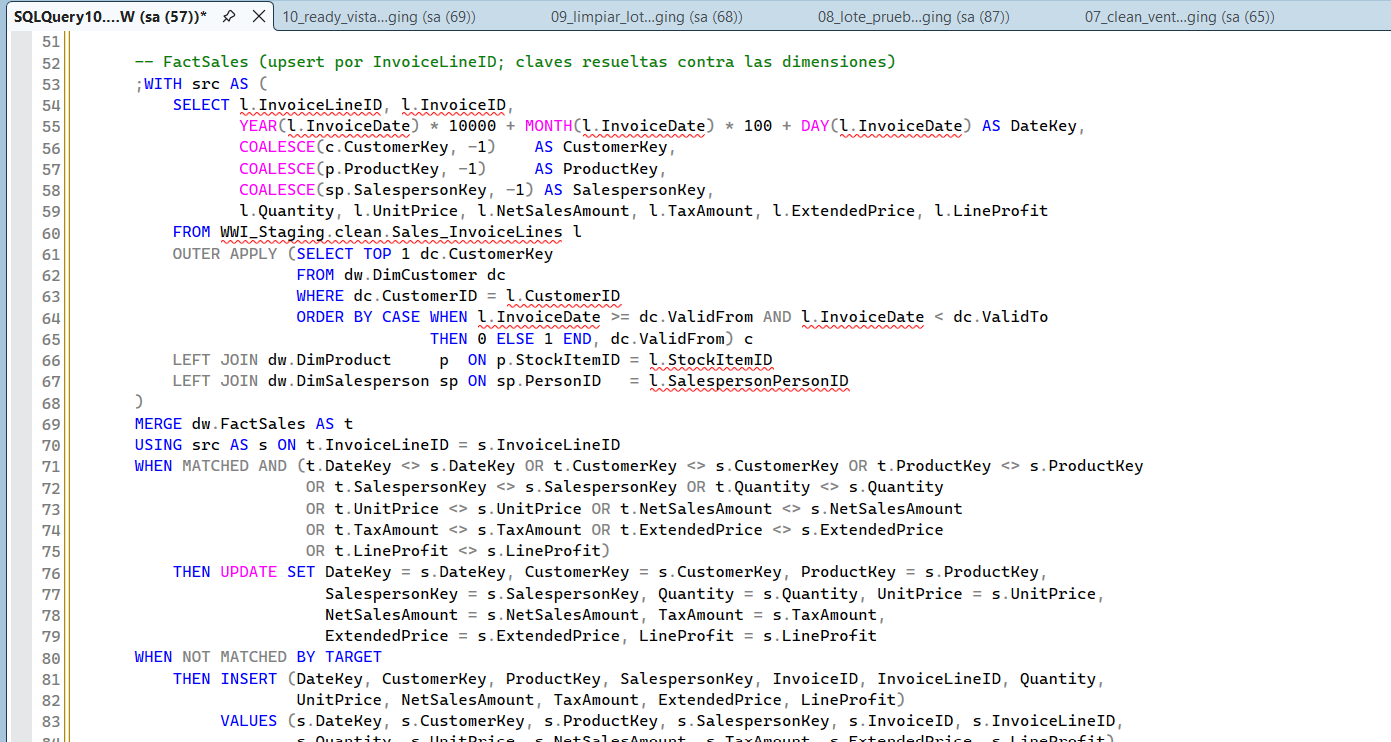 SQLQuery10....W (sa (57))*
10_ready_vista...ging (sa (69))
09_limpiar_lot...ging (sa (68))
08_lote_prueb...ging (sa (87))
07_clean_vent...ging (sa (65))
51
52 -- FactSales (upsert por InvoiceLineID; claves resueltas contra las dimensiones)
53 ;WITH src AS (
54 SELECT l.InvoiceLineID, l.InvoiceID,
55 YEAR(l.InvoiceDate) * 10000 + MONTH(l.InvoiceDate) * 100 + DAY(l.InvoiceDate) AS DateKey,
56 COALESCE(c.CustomerKey, -1) AS CustomerKey,
57 COALESCE(p.ProductKey, -1) AS ProductKey,
58 COALESCE(sp.SalespersonKey, -1) AS SalespersonKey,
59 l.Quantity, l.UnitPrice, l.NetSalesAmount, l.TaxAmount, l.ExtendedPrice, l.LineProfit
60 FROM WWI_Staging.clean.Sales_InvoiceLines l
61 OUTER APPLY (SELECT TOP 1 dc.CustomerKey
62 FROM dw.DimCustomer dc
63 WHERE dc.CustomerID = l.CustomerID
64 ORDER BY CASE WHEN l.InvoiceDate >= dc.ValidFrom AND l.InvoiceDate < dc.ValidTo
65 THEN 0 ELSE 1 END, dc.ValidFrom) c
66 LEFT JOIN dw.DimProduct p ON p.StockItemID = l.StockItemID
67 LEFT JOIN dw.DimSalesperson sp ON sp.PersonID = l.SalespersonPersonID
68 )
69 MERGE dw.FactSales AS t
70 USING src AS s ON t.InvoiceLineID = s.InvoiceLineID
71 WHEN MATCHED AND (t.DateKey <> s.DateKey OR t.CustomerKey <> s.CustomerKey OR t.ProductKey <> s.ProductKey
72 OR t.SalespersonKey <> s.SalespersonKey OR t.Quantity <> s.Quantity
73 OR t.UnitPrice <> s.UnitPrice OR t.NetSalesAmount <> s.NetSalesAmount
74 OR t.TaxAmount <> s.TaxAmount OR t.ExtendedPrice <> s.ExtendedPrice
75 OR t.LineProfit <> s.LineProfit)
76 THEN UPDATE SET DateKey = s.DateKey, CustomerKey = s.CustomerKey, ProductKey = s.ProductKey,
77 SalespersonKey = s.SalespersonKey, Quantity = s.Quantity, UnitPrice = s.UnitPrice,
78 NetSalesAmount = s.NetSalesAmount, TaxAmount = s.TaxAmount,
79 ExtendedPrice = s.ExtendedPrice, LineProfit = s.LineProfit
80 WHEN NOT MATCHED BY TARGET
81 THEN INSERT (DateKey, CustomerKey, ProductKey, SalespersonKey, InvoiceID, InvoiceLineID, Quantity,
82 UnitPrice, NetSalesAmount, TaxAmount, ExtendedPrice, LineProfit)
83 VALUES (s.DateKey, s.CustomerKey, s.ProductKey, s.SalespersonKey, s.InvoiceID, s.InvoiceLineID,
84 s.Quantity, s.UnitPrice, s.NetSalesAmount, s.TaxAmount, s.ExtendedPrice, s.LineProfit)